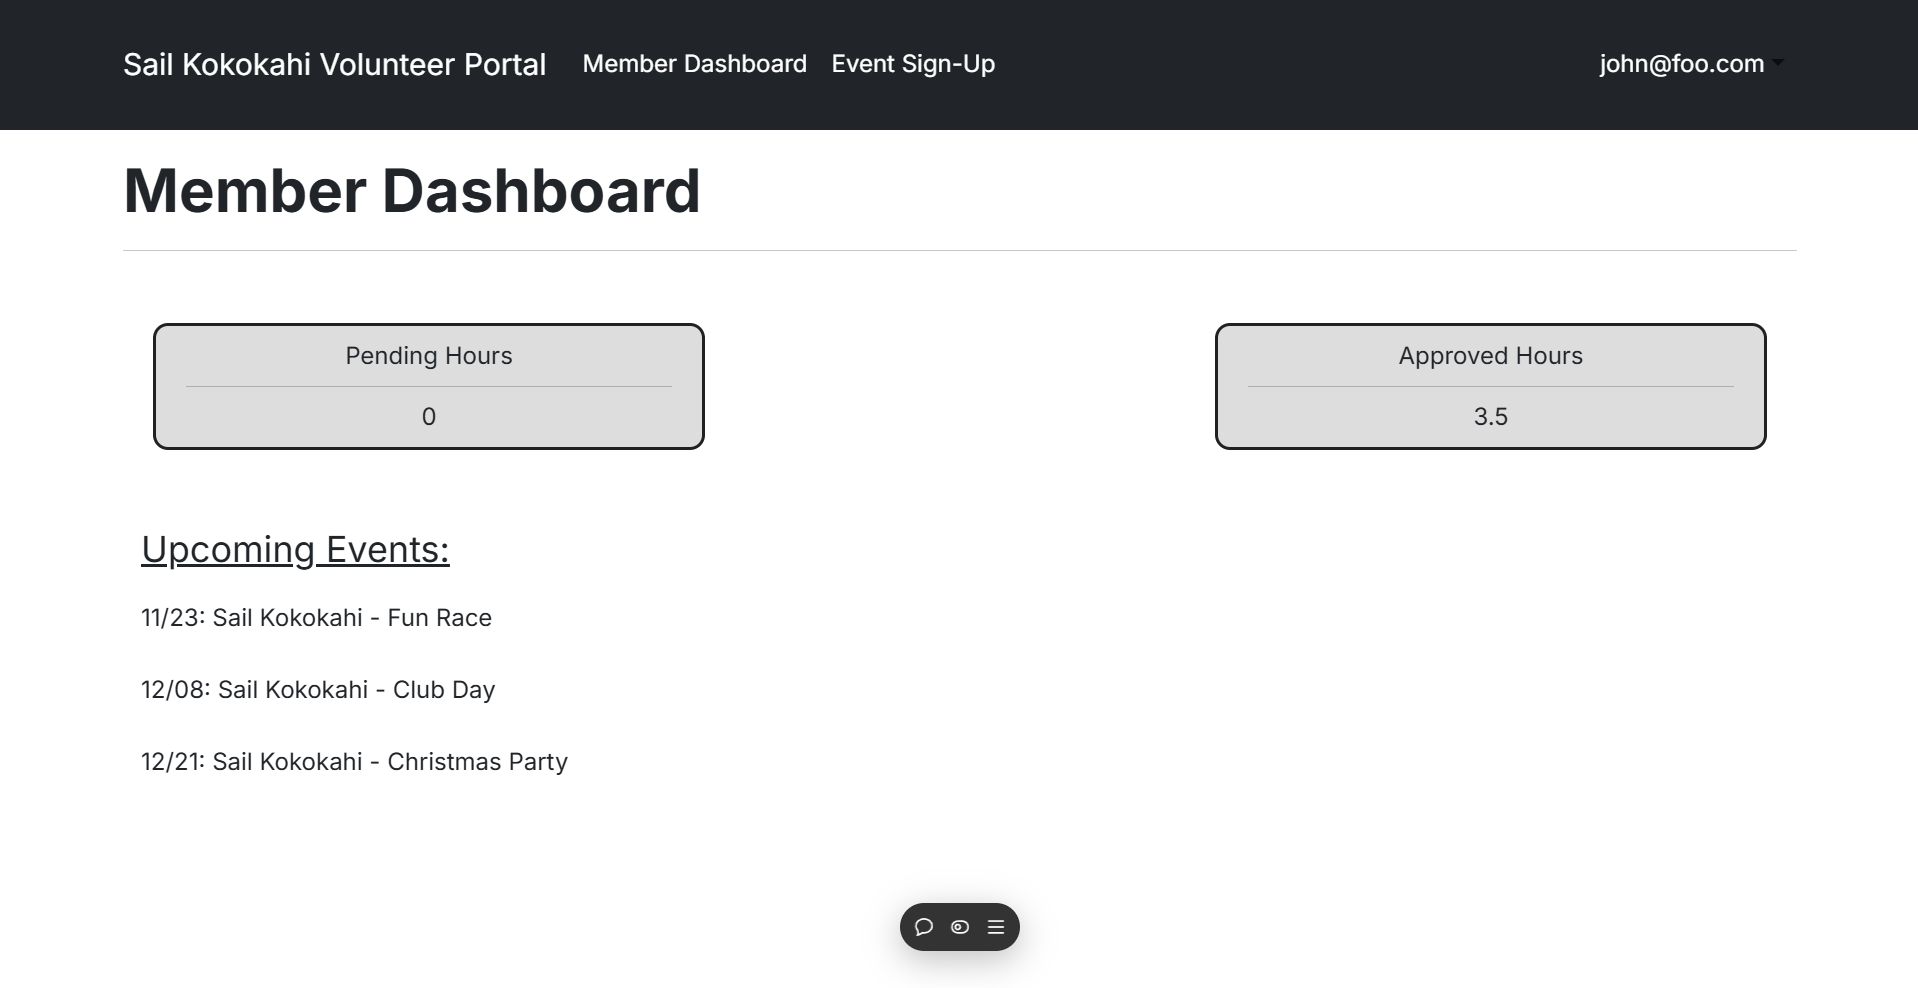 Sail Kokokahi Volunteer Portal Member Dashboard Event Sign-Up john@foo.com
Member Dashboard
Pending Hours
0
Approved Hours
3.5
Upcoming Events:
11/23: Sail Kokokahi - Fun Race
12/08: Sail Kokokahi - Club Day
12/21: Sail Kokokahi - Christmas Party